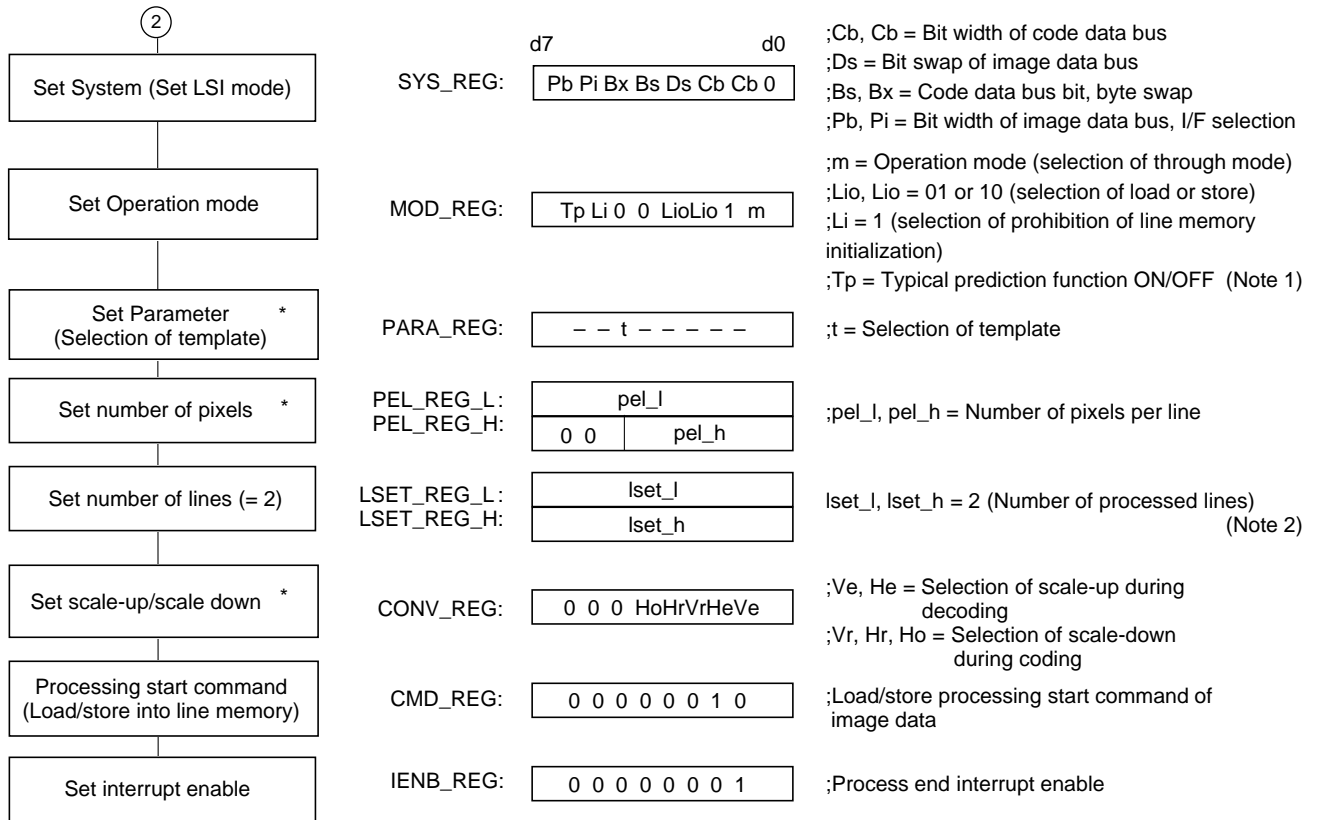 2
d7 d0
Set System (Set LSI mode)
SYS_REG:
Pb Pi Bx Bs Ds Cb Cb 0
;Cb, Cb = Bit width of code data bus
;Ds = Bit swap of image data bus
;Bs, Bx = Code data bus bit, byte swap
;Pb, Pi = Bit width of image data bus, I/F selection
Set Operation mode
MOD_REG:
Tp Li 0 0 LioLio 1 m
;m = Operation mode (selection of through mode)
;Lio, Lio = 01 or 10 (selection of load or store)
;Li = 1 (selection of prohibition of line memory
initialization)
;Tp = Typical prediction function ON/OFF (Note 1)
Set Parameter *
(Selection of template)
PARA_REG:
– – t – – – – –
;t = Selection of template
Set number of pixels *
PEL_REG_L:
pel_l
PEL_REG_H:
0 0 pel_h
;pel_l, pel_h = Number of pixels per line
Set number of lines (= 2)
LSET_REG_L:
lset_l
LSET_REG_H:
lset_h
lset_l, lset_h = 2 (Number of processed lines)
(Note 2)
Set scale-up/scale down *
CONV_REG:
0 0 0 HoHrVrHeVe
;Ve, He = Selection of scale-up during
decoding
;Vr, Hr, Ho = Selection of scale-down
during coding
Processing start command
(Load/store into line memory)
CMD_REG:
0 0 0 0 0 0 1 0
;Load/store processing start command of
image data
Set interrupt enable
IENB_REG:
0 0 0 0 0 0 0 1
;Process end interrupt enable